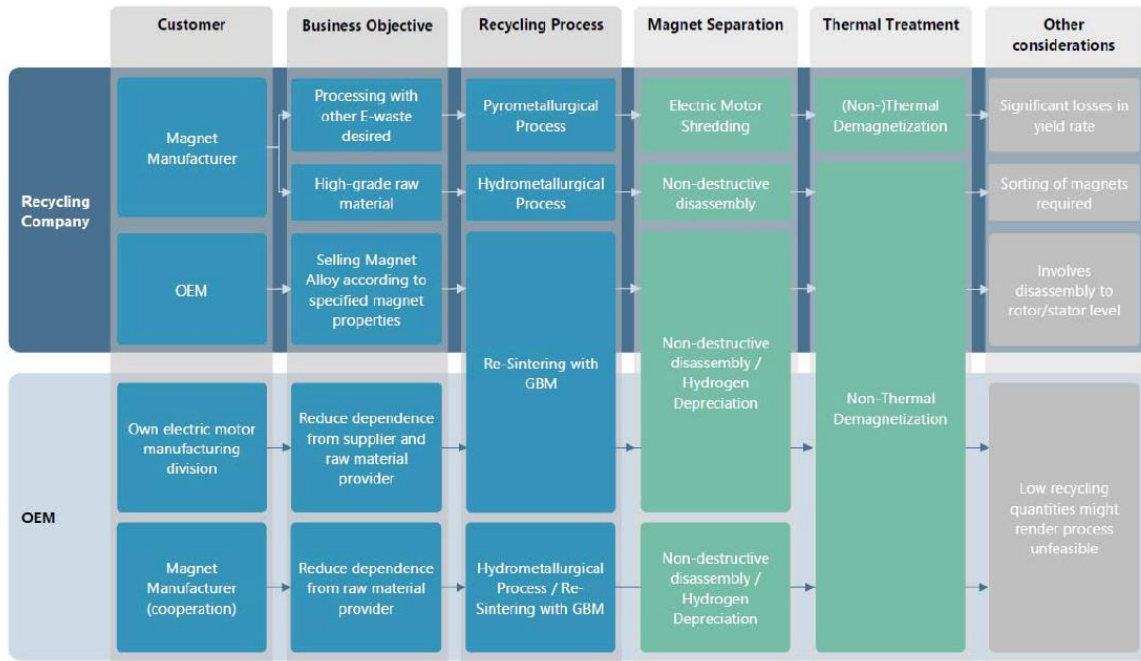 Customer
Business Objective
Recycling Process
Magnet Separation
Thermal Treatment
Other
considerations
Recycling
Company
Magnet
Manufacturer
Processing with
other E-waste
desired
Pyrometallurgical
Process
Electric Motor
Shredding
(Non-)Thermal
Demagnetization
Significant losses in
yield rate
High-grade raw
material
Hydrometallurgical
Process
Non-destructive
disassembly
Sorting of magnets
required
OEM
Selling Magnet
Alloy according to
specified magnet
properties
Re-Sintering with
GBM
Non-destructive
disassembly /
Hydrogen
Depreciation
Non-Thermal
Demagnetization
Involves
disassembly to
rotor/stator level
OEM
Own electric motor
manufacturing
division
Reduce dependence
from supplier and
raw material
provider
Low recycling
quantities might
render process
unfeasible
Magnet
Manufacturer
(cooperation)
Reduce dependence
from raw material
provider
Hydrometallurgical
Process / Re-
Sintering with GBM
Non-destructive
disassembly /
Hydrogen
Depreciation